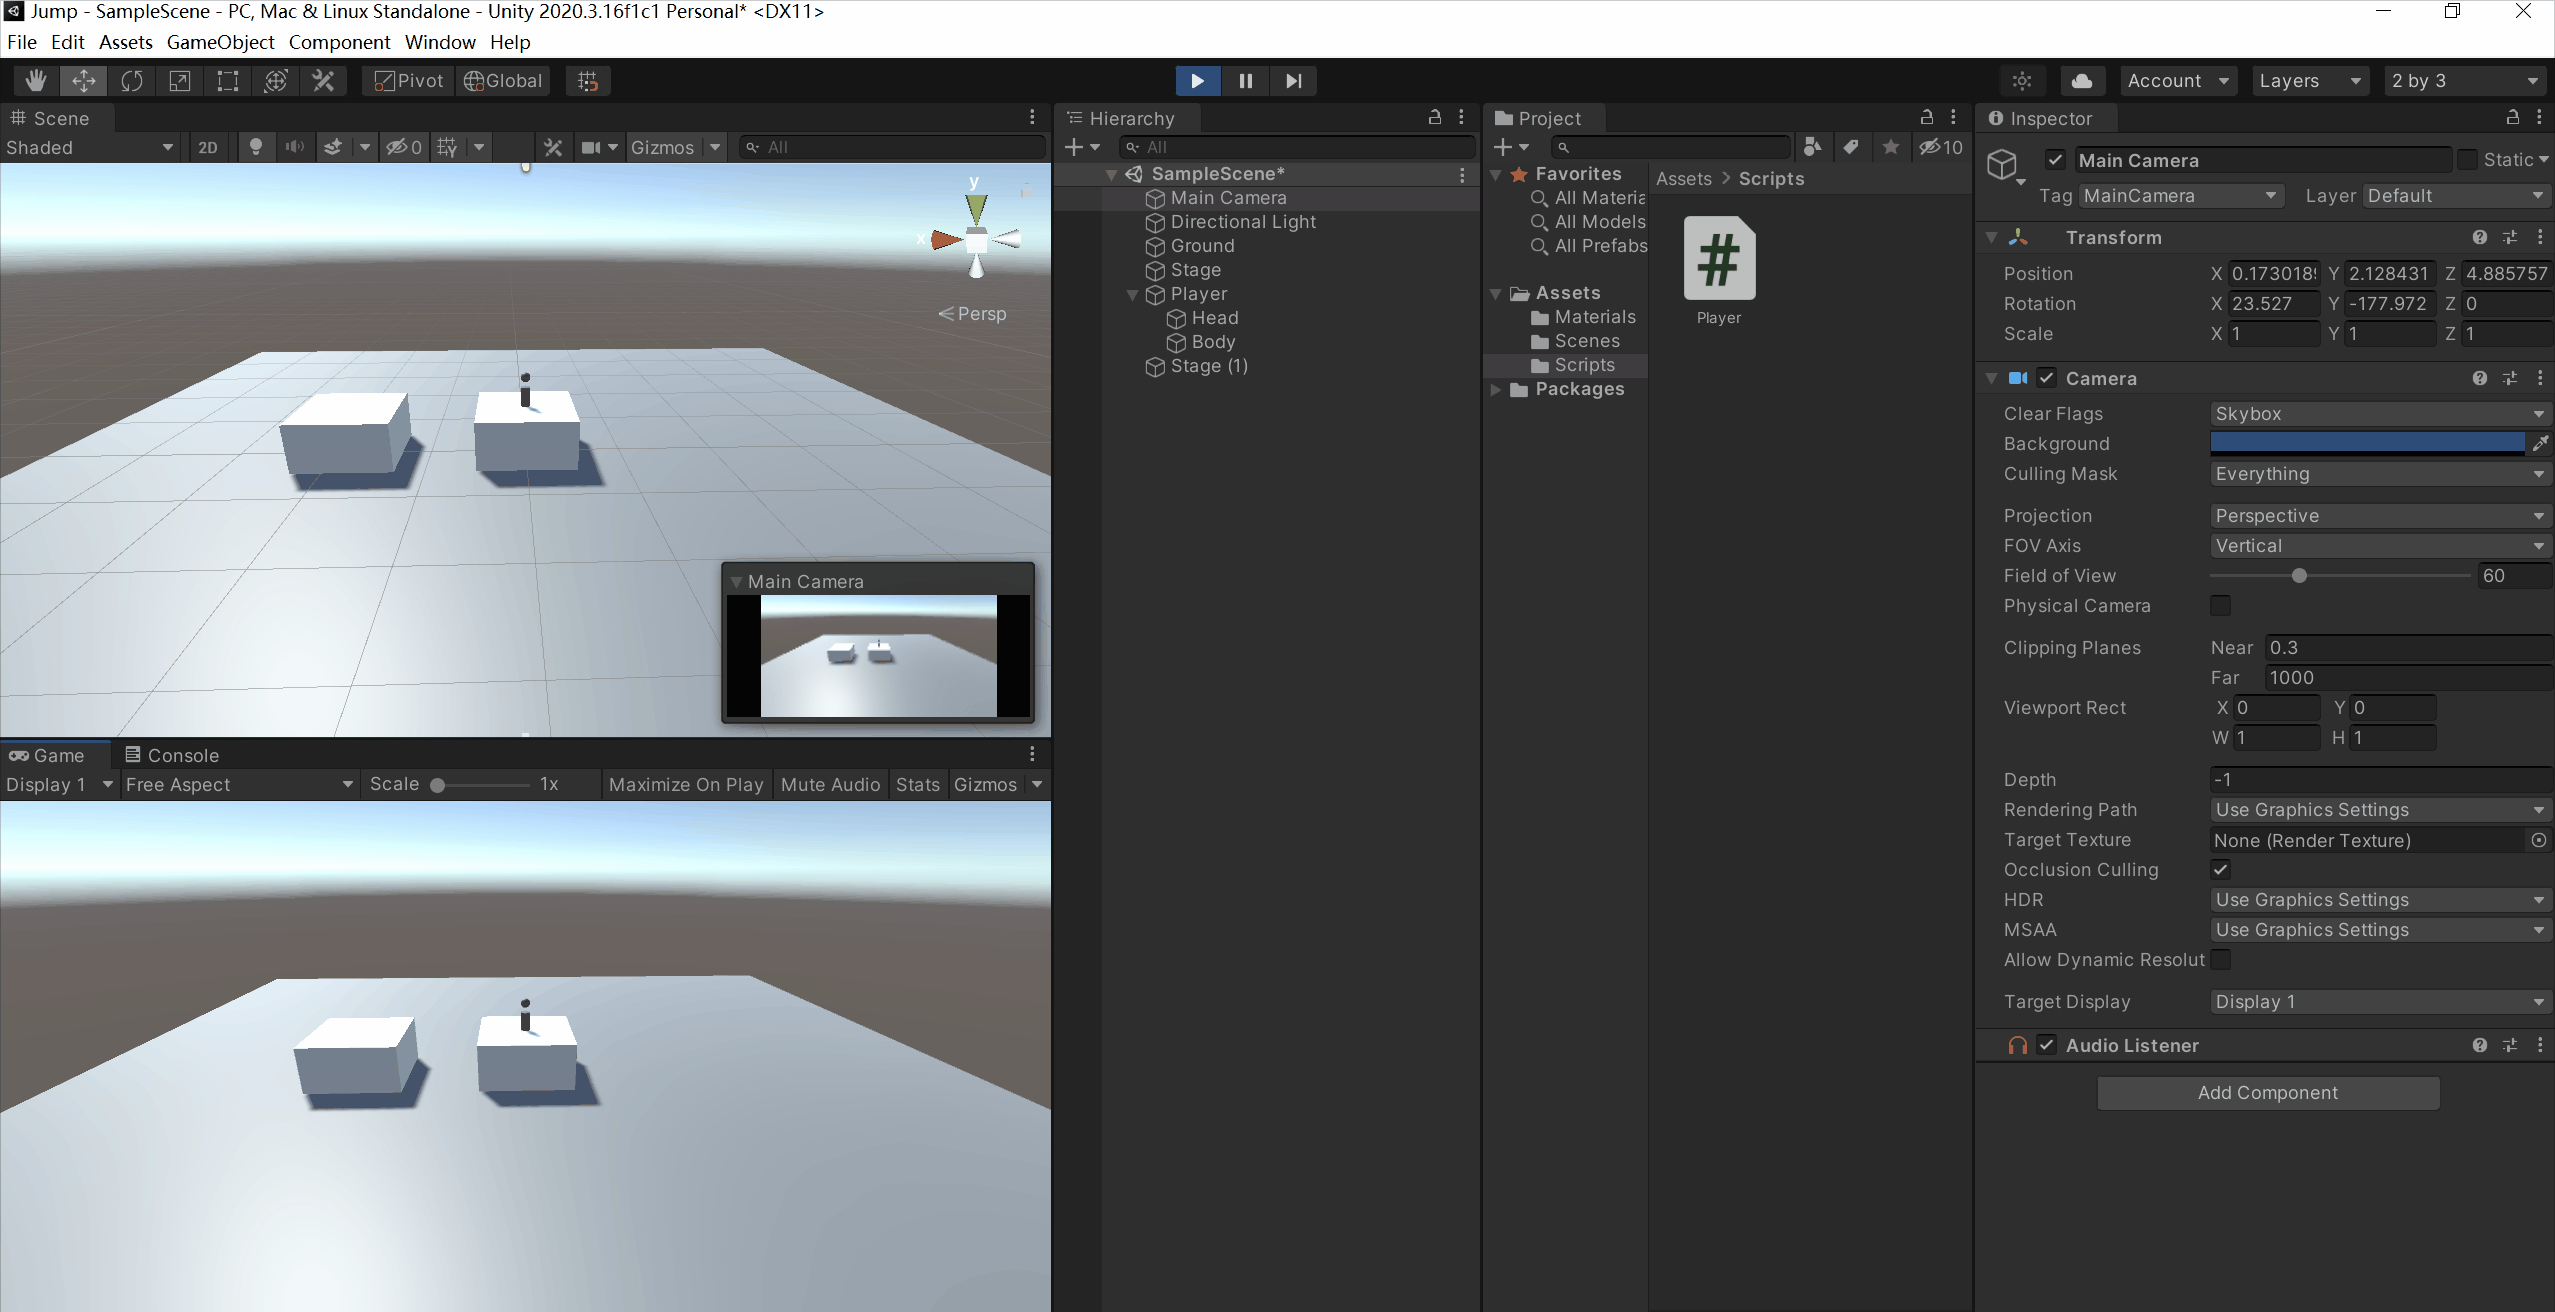 Jump - SampleScene - PC, Mac & Linux Standalone - Unity 2020.3.16f1c1 Personal* <DX11>
File Edit Assets GameObject Component Window Help
Pivot Global Account Layers 2 by 3
Scene
Shaded 2D 0 Gizmos All
y
x
Persp
Main Camera
Game Console
Display 1 Free Aspect Scale 1x Maximize On Play Mute Audio Stats Gizmos
Hierarchy
All
SampleScene*
Main Camera
Directional Light
Ground
Stage
Player
Head
Body
Stage (1)
Project
10
Favorites
All Materia
All Models
All Prefabs
Assets
Materials
Scenes
Scripts
Packages
Assets > Scripts
#
Player
Inspector
Main Camera Static
Tag MainCamera Layer Default
Transform
Position X 0.173018 Y 2.128431 Z 4.885757
Rotation X 23.527 Y -177.972 Z 0
Scale X 1 Y 1 Z 1
Camera
Clear Flags Skybox
Background
Culling Mask Everything
Projection Perspective
FOV Axis Vertical
Field of View 60
Physical Camera
Clipping Planes Near 0.3
Far 1000
Viewport Rect X 0 Y 0
W 1 H 1
Depth -1
Rendering Path Use Graphics Settings
Target Texture None (Render Texture)
Occlusion Culling
HDR Use Graphics Settings
MSAA Use Graphics Settings
Allow Dynamic Resolut
Target Display Display 1
Audio Listener
Add Component